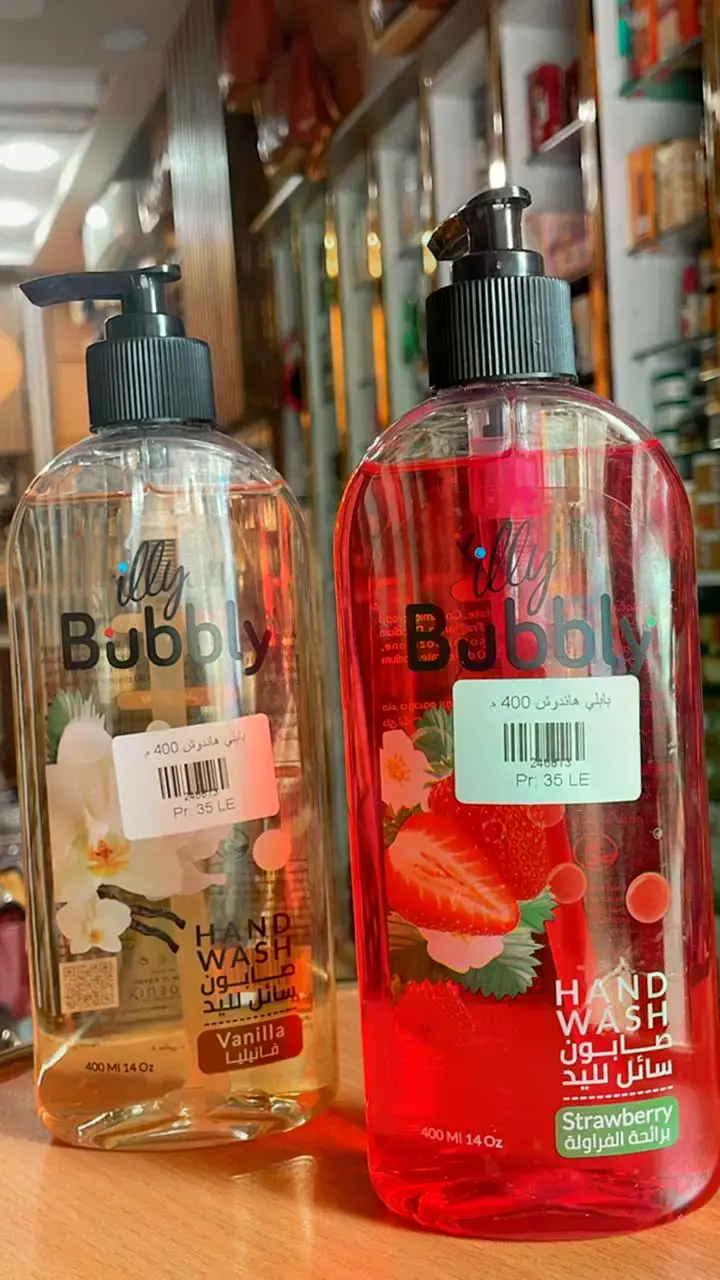 illy
Bubbly
بابلي هاندوش 400 م
246813
Pr: 35 LE
HAND
WASH
صابون
سائل لليد
Vanilla
فانيليا
400 Ml 14 Oz
illy
Bubbly
بابلي هاندوش 400 م
246813
Pr: 35 LE
HAND
WASH
صابون
سائل لليد
Strawberry
برائحة الفراولة
400 Ml 14 Oz